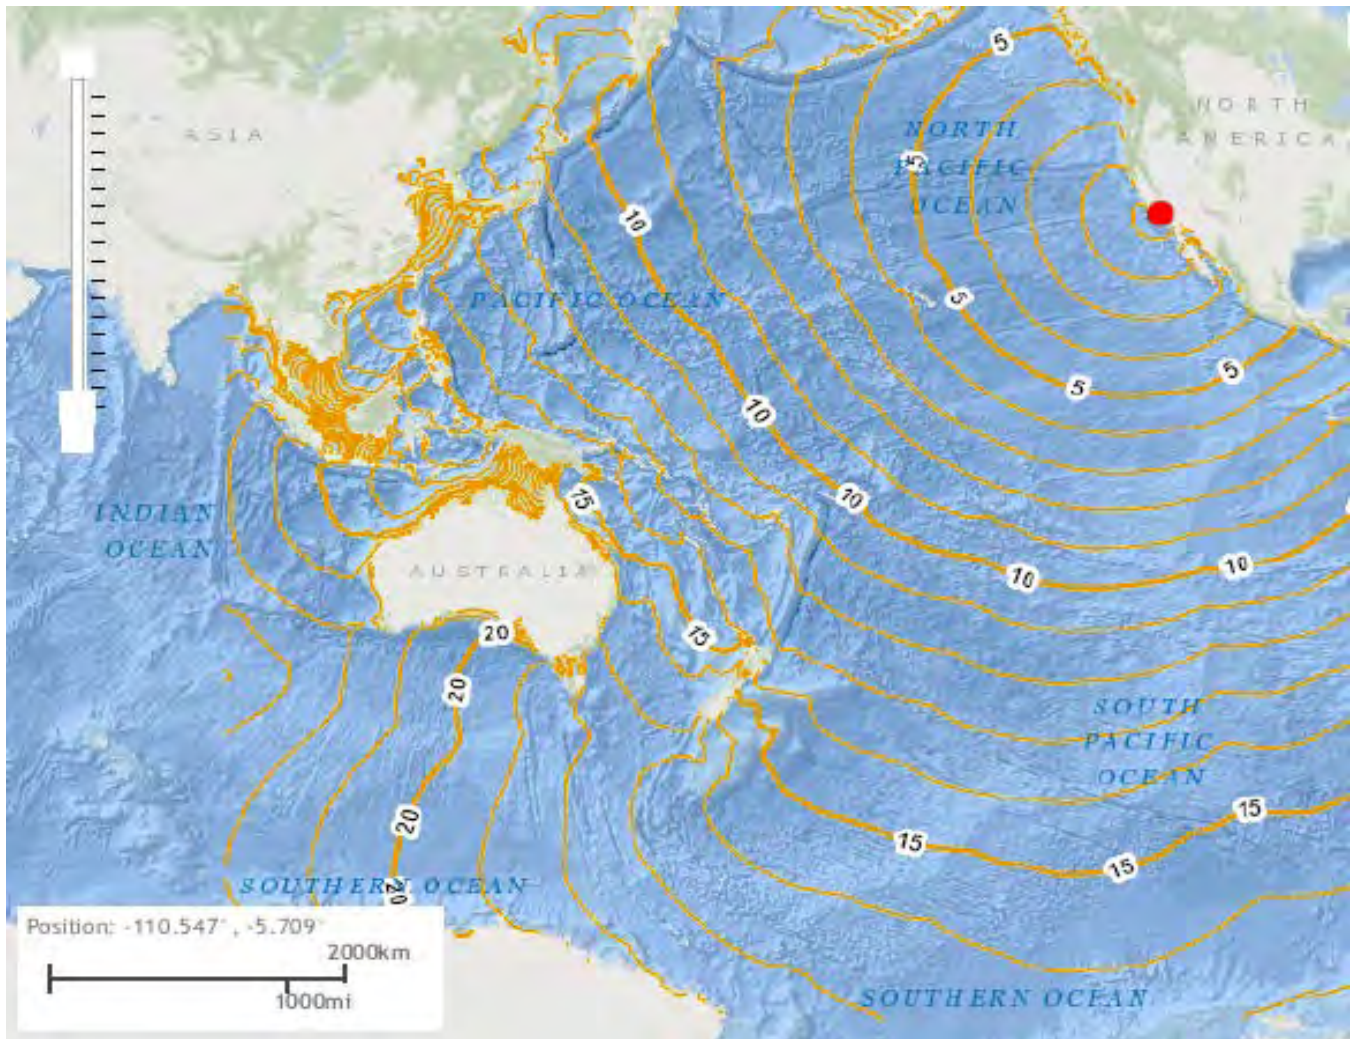 5
NORTH
AMERICA
ASIA
NORTH
PACIFIC
OCEAN
5
10
PACIFIC OCEAN
5
5
5
10
15
10
INDIAN
OCEAN
AUSTRALIA
10
10
20
15
20
SOUTH
PACIFIC
OCEAN
20
15
15
15
20
SOUTHERN OCEAN
Position: -110.547° , -5.709°
2000km
1000mi
SOUTHERN OCEAN